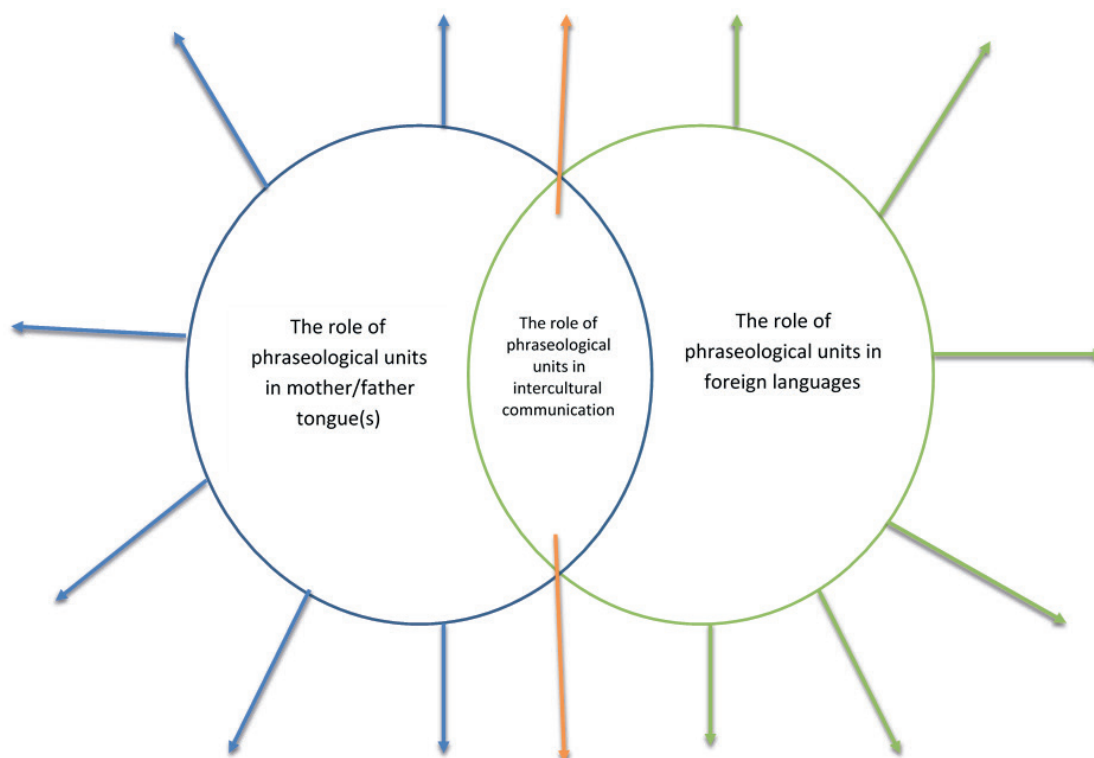 The role of
phraseological units
in mother/father
tongue(s)
The role of
phraseological
units in
intercultural
communication
The role of
phraseological units in
foreign languages